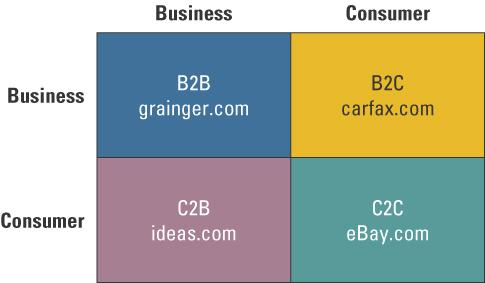 Business Consumer
Business
B2B
grainger.com
B2C
carfax.com
Consumer
C2B
ideas.com
C2C
eBay.com